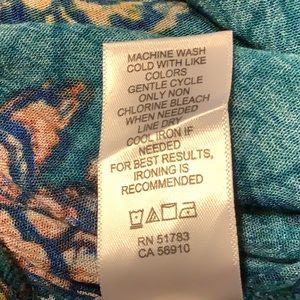 MACHINE WASH
COLD WITH LIKE
COLORS
GENTLE CYCLE
ONLY NON
CHLORINE BLEACH
WHEN NEEDED
LINE DRY
COOL IRON IF
NEEDED
FOR BEST RESULTS,
IRONING IS
RECOMMENDED
RN 51783
CA 56910